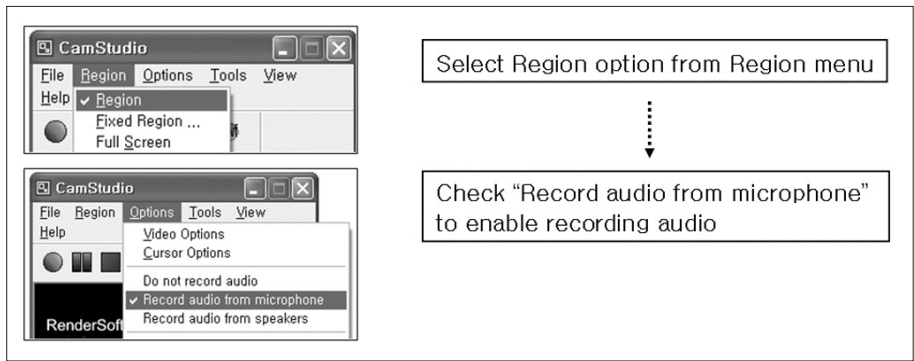 CamStudio
File Region Options Tools View
Help
Region
Fixed Region ...
Full Screen
Select Region option from Region menu
CamStudio
File Region Options Tools View
Help
Video Options
Cursor Options
Do not record audio
Record audio from microphone
Record audio from speakers
RenderSoft
Check “Record audio from microphone”
to enable recording audio